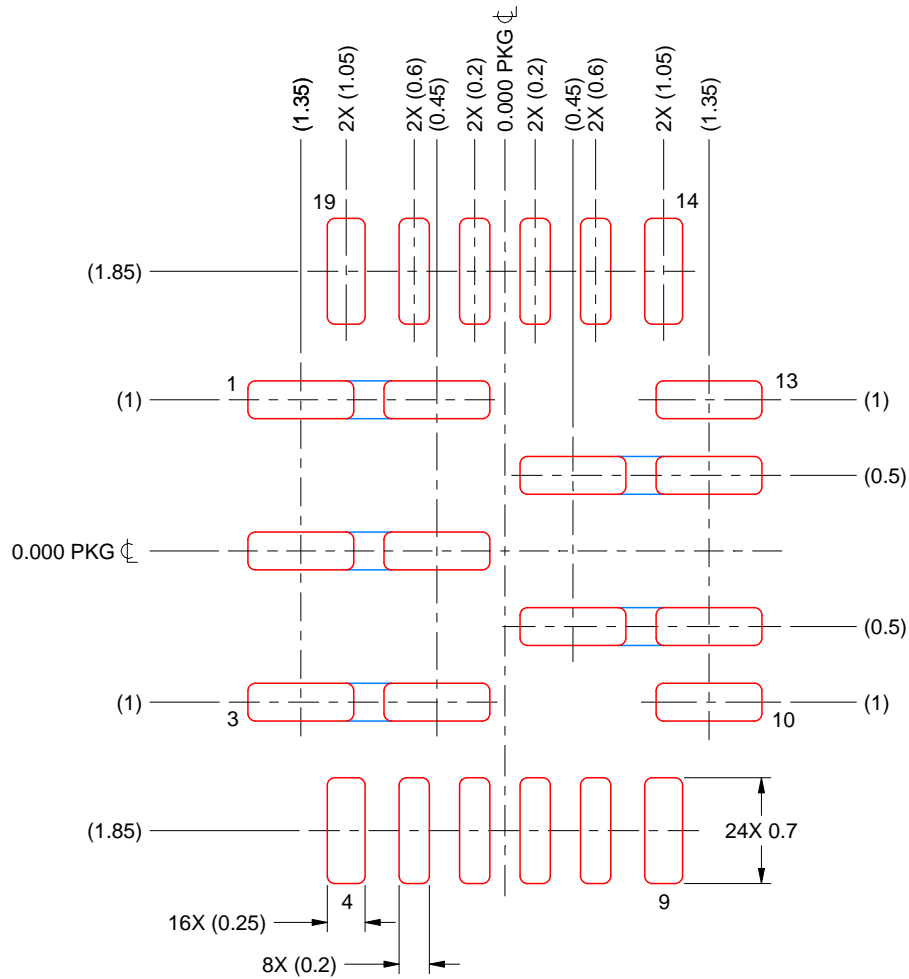 (1.35)
2X (1.05)
2X (0.6)
(0.45)
2X (0.2)
0.000 PKG ℄
2X (0.2)
(0.45)
2X (0.6)
2X (1.05)
(1.35)
19
14
(1.85)
1
13
(1)
(1)
(0.5)
0.000 PKG ℄
(0.5)
(1)
(1)
3
10
(1.85)
24X 0.7
4
9
16X (0.25)
8X (0.2)